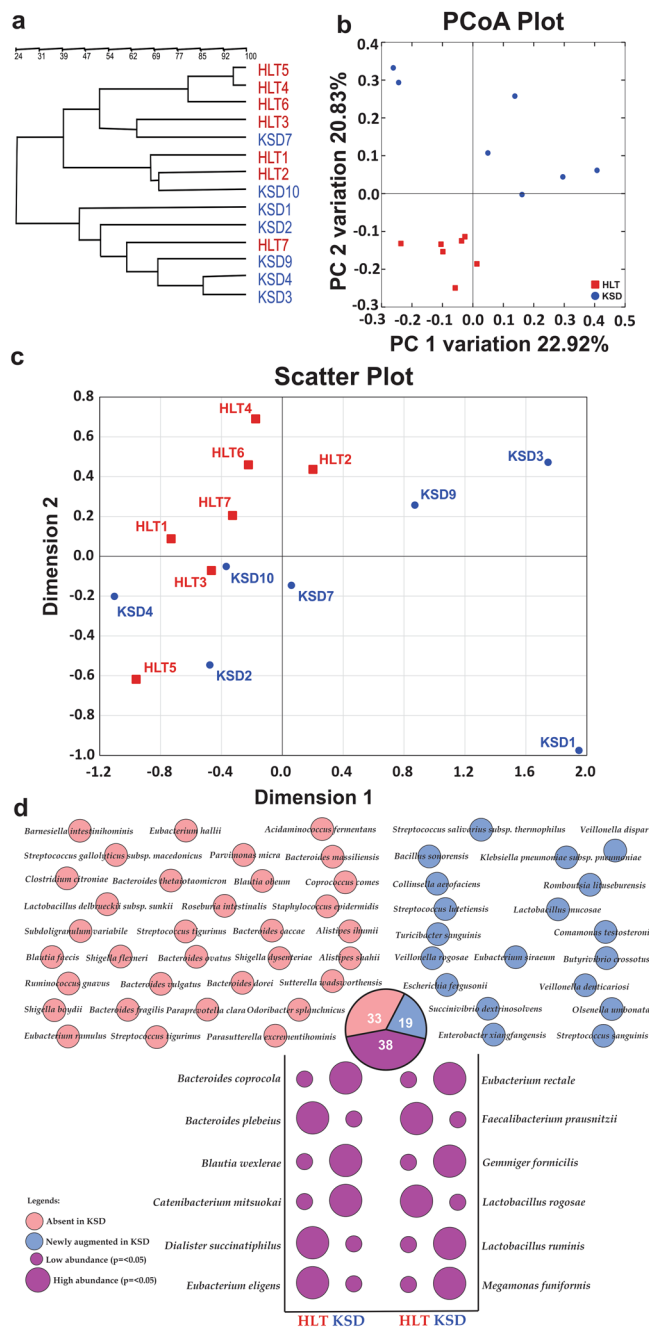 a
24 31 39 46 54 61 69 77 85 92 100
HLT5
HLT4
HLT6
HLT3
KSD7
HLT1
HLT2
KSD10
KSD1
KSD2
HLT7
KSD9
KSD4
KSD3
b
PCoA Plot
PC 2 variation 20.83%
0.4
0.3
0.2
0.1
0.0
-0.1
-0.2
-0.3
-0.3 -0.2 -0.1 0.0 0.1 0.2 0.3 0.4 0.5
PC 1 variation 22.92%
HLT
KSD
c
Scatter Plot
Dimension 2
0.8
0.6
0.4
0.2
0.0
-0.2
-0.4
-0.6
-0.8
-1.0
HLT4
HLT6
HLT2
KSD3
KSD9
HLT7
HLT1
HLT3
KSD10
KSD7
KSD4
HLT5
KSD2
KSD1
-1.2 -0.8 -0.4 0.0 0.4 0.8 1.2 1.6 2.0
Dimension 1
d
Barnesiella intestinihominis Eubacterium hallii Acidaminococcus fermentans
Streptococcus gallolyticus subsp. macedonicus Parvimonas micra Bacteroides massiliensis
Clostridium citroniae Bacteroides thetaiotaomicron Blautia obeum Coprococcus comes
Lactobacillus delbrueckii subsp. sunkii Roseburia intestinalis Staphylococcus epidermidis
Subdoligranulum variabile Streptococcus tigurinus Bacteroides caccae Alistipes ihumii
Blautia faecis Shigella flexneri Bacteroides ovatus Shigella dysenteriae Alistipes
Ruminococcus gnavus Bacteroides vulgatus Bacteroides dorei Sutterella wadsworthensis
Shigella boydii Bacteroides fragilis Paraprevotella clara Odoribacter splanchnicus
Eubacterium ramulus Streptococcus tigurinus Parasutterella excrementihominis
Streptococcus salivarius subsp. thermophilus Veillonella dispar
Bacillus sonorensis Klebsiella pneumoniae subsp. pneumoniae
Collinsella aerofaciens Romboutsia lituseburensis
Streptococcus lutetiensis Lactobacillus mucosae
Turicibacter sanguinis Comamonas testosteroni
Veillonella rogosae Eubacterium siraeum Butyrivibrio crossotus
Escherichia fergusonii Veillonella denticariosi
Succinivibrio dextrinosolvens Olsenella umbonata
Enterobacter xiangfangensis Streptococcus sanguinis
33
19
38
Bacteroides coprocola
Bacteroides plebeius
Blautia wexlerae
Catenibacterium mitsuokai
Dialister succinatiphilus
Eubacterium eligens
Eubacterium rectale
Faecalibacterium prausnitzii
Gemmiger formicilis
Lactobacillus rogosae
Lactobacillus ruminis
Megamonas funiformis
HLT KSD HLT KSD
Legends:
Absent in KSD
Newly augmented in KSD
Low abundance (p=<0.05)
High abundance (p=<0.05)